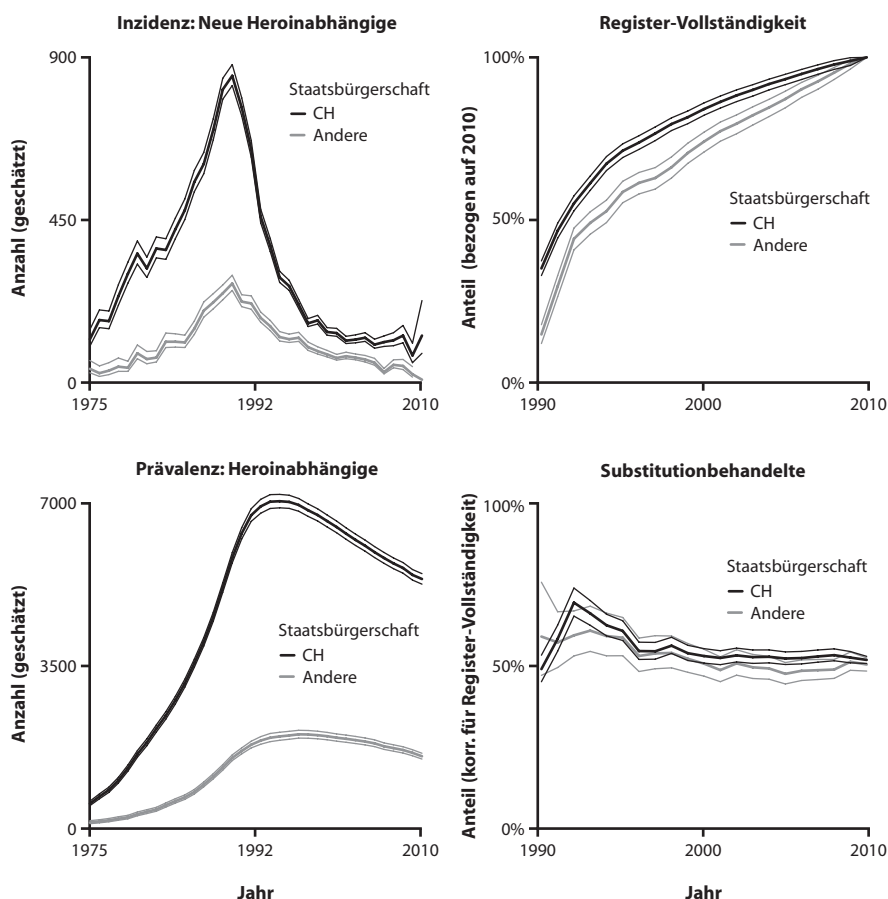 Inzidenz: Neue Heroinabhängige
900
450
0
Anzahl (geschätzt)
Staatsbürgerschaft
CH
Andere
1975
1992
2010
Register-Vollständigkeit
100%
50%
0%
Anteil (bezogen auf 2010)
Staatsbürgerschaft
CH
Andere
1990
2000
2010
Prävalenz: Heroinabhängige
7000
3500
0
Anzahl (geschätzt)
Staatsbürgerschaft
CH
Andere
1975
1992
2010
Jahr
Substitutionbehandelte
100%
50%
0%
Anteil (korr. für Register-Vollständigkeit)
Staatsbürgerschaft
CH
Andere
1990
2000
2010
Jahr